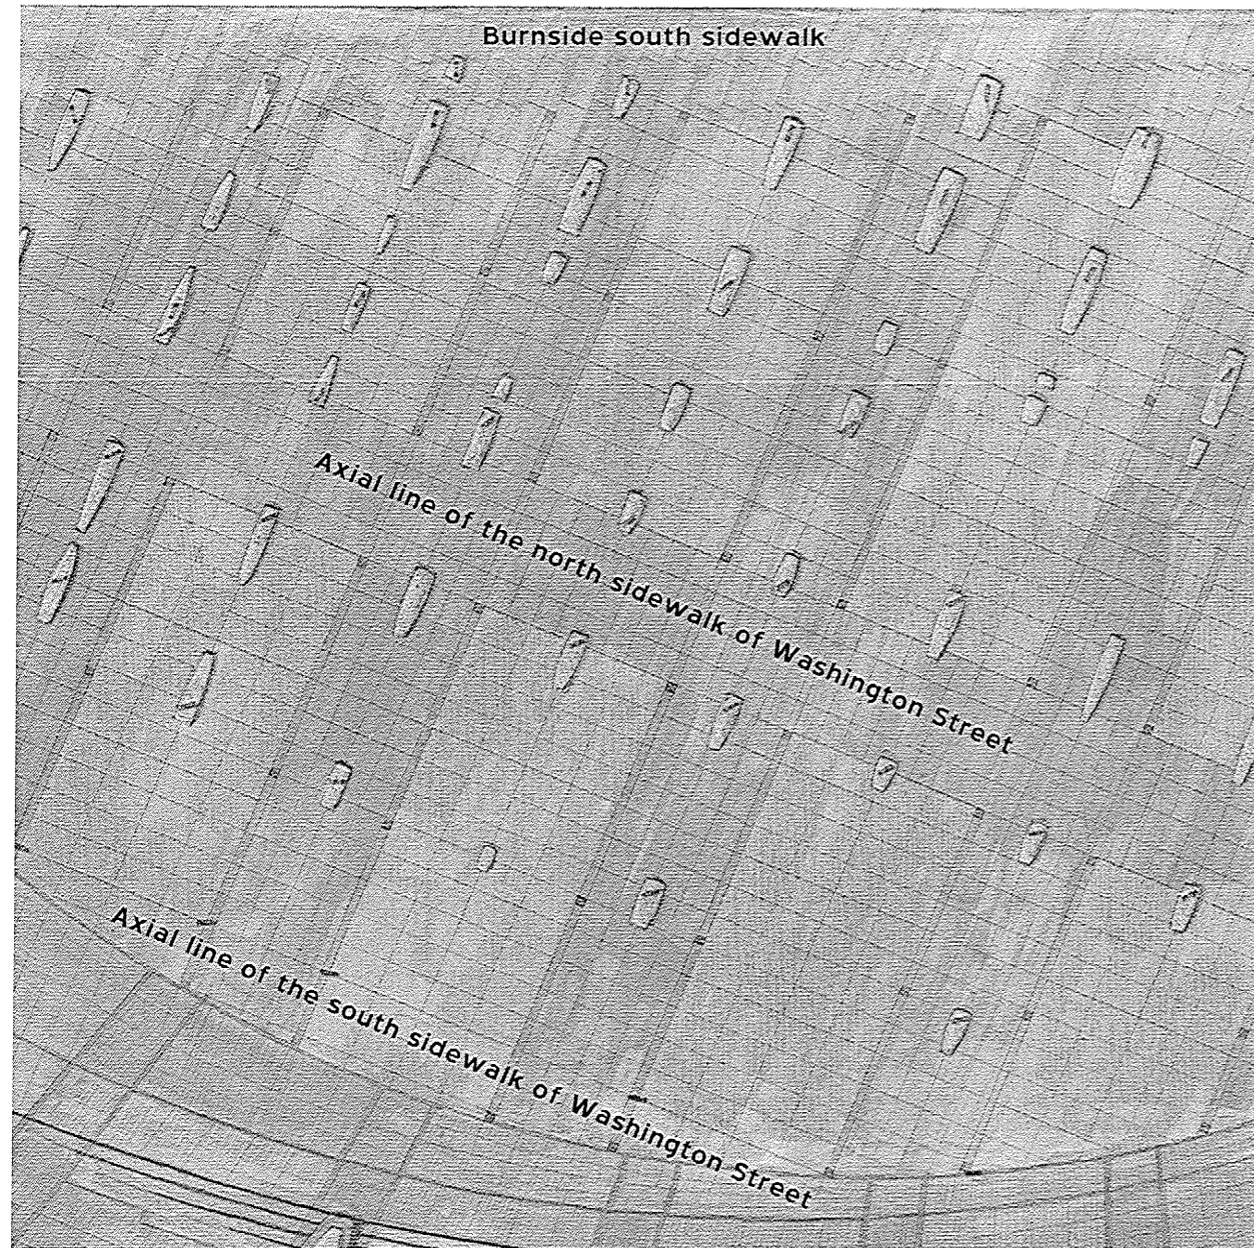 Burnside south sidewalk
Axial line of the north sidewalk of Washington Street
Axial line of the south sidewalk of Washington Street